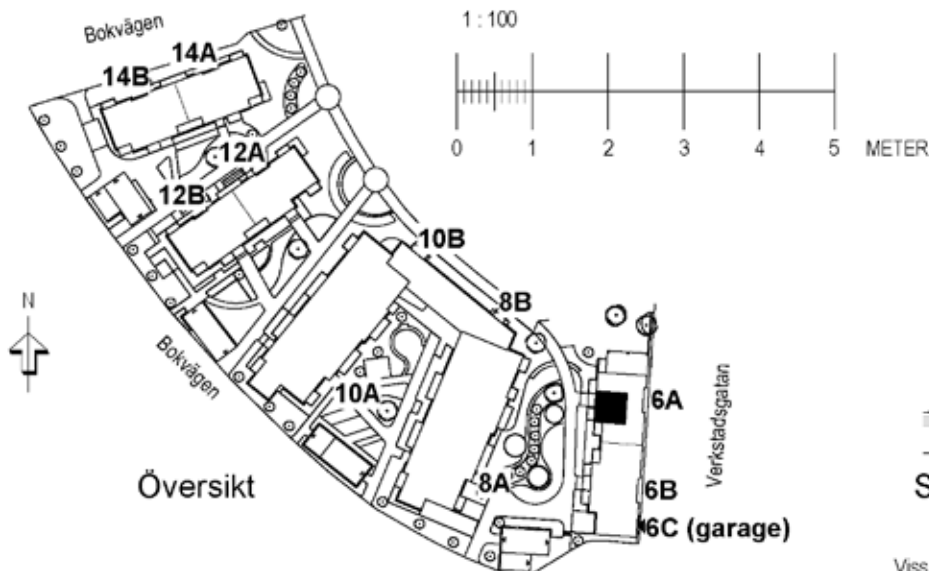 Bokvägen
1 : 100
14A
14B
0 1 2 3 4 5 METER
12A
12B
10B
N
8B
Bokvägen
10A
6A
Verkstadsgatan
Översikt
8A
6B
S
6C (garage)
Viss